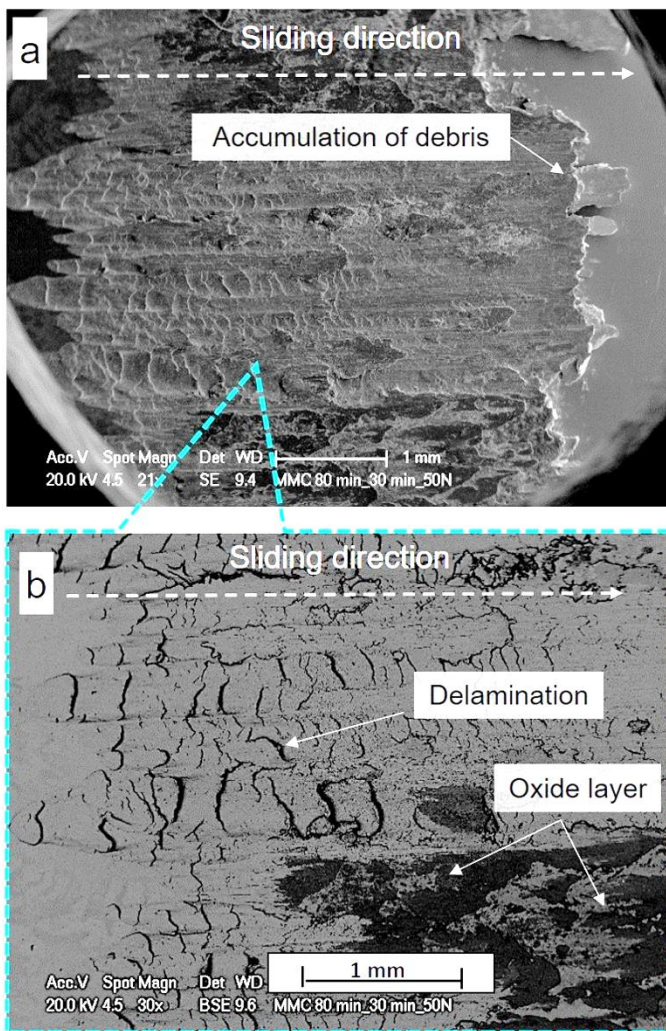 a
Sliding direction
Accumulation of debris
Acc.V Spot Magn Det WD 1 mm
20.0 kV 4.5 21x SE 9.4 MMC 80 min_30 min_50N
b
Sliding direction
Delamination
Oxide layer
1 mm
Acc.V Spot Magn Det WD
20.0 kV 4.5 30x BSE 9.6 MMC 80 min_30 min_50N